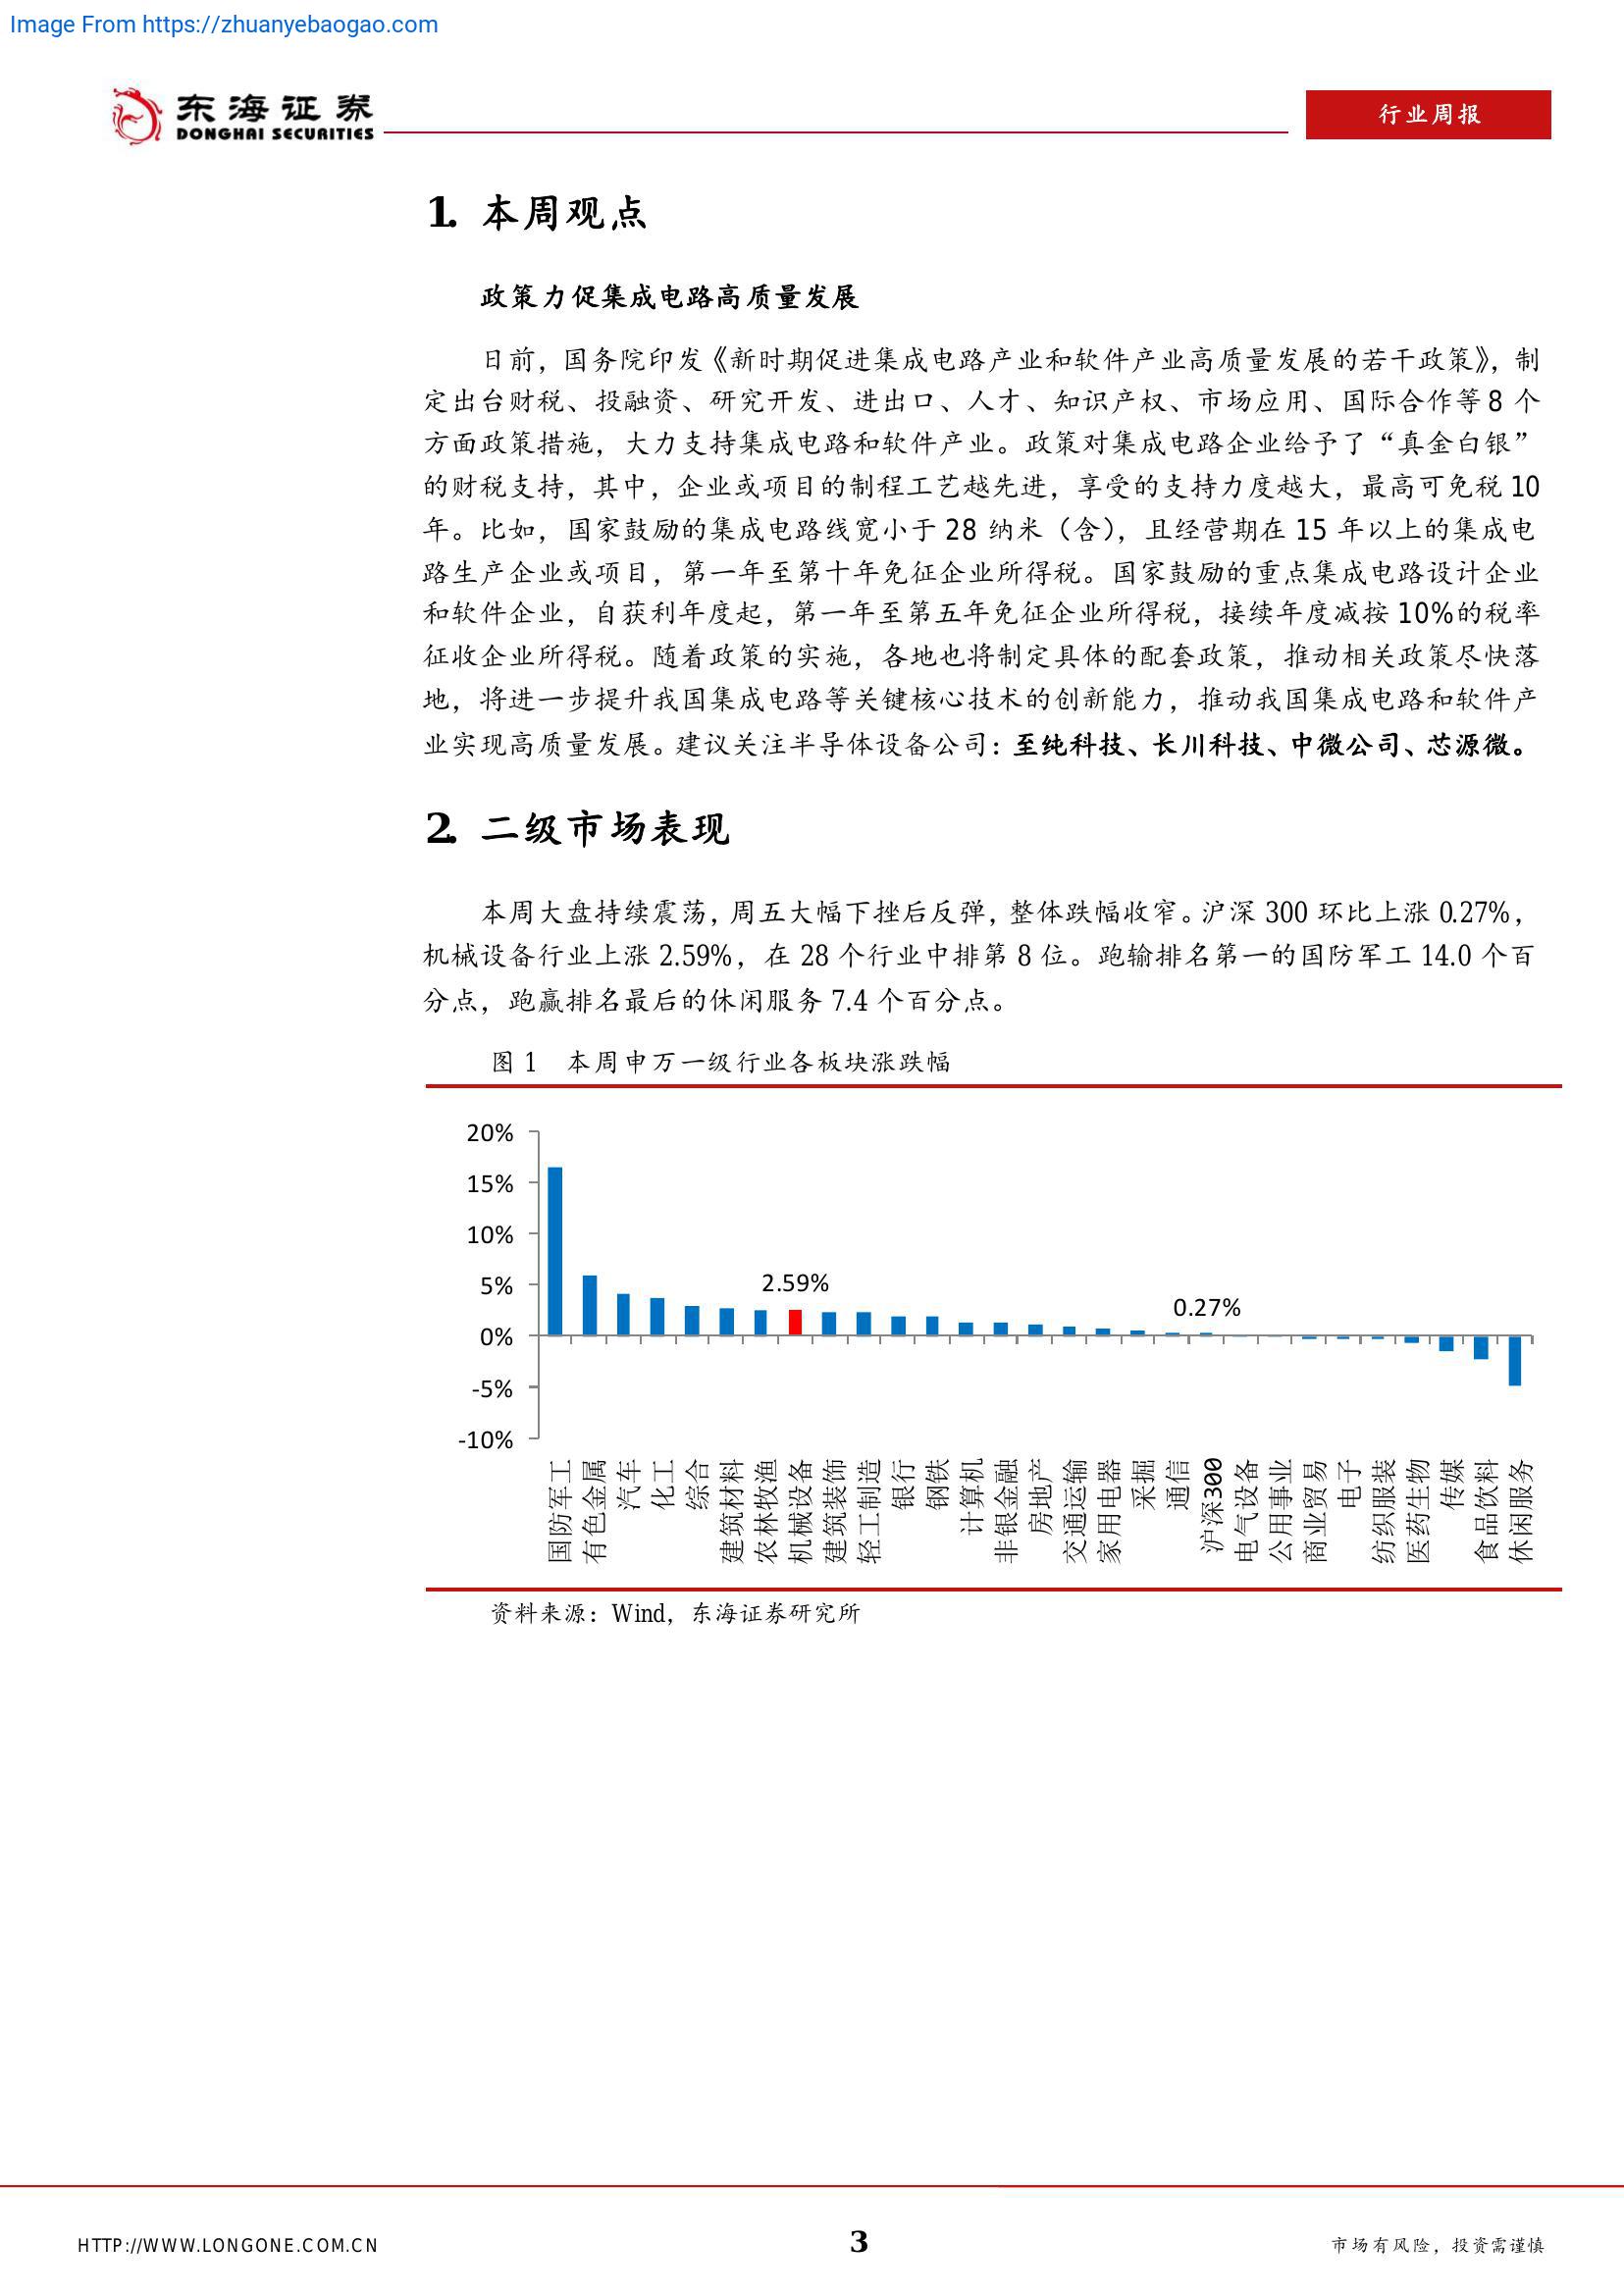 Image From https://zhuanyebaogao.com
东海证券
DONGHAI SECURITIES
行业周报
1. 本周观点
政策力促集成电路高质量发展
日前，国务院印发《新时期促进集成电路产业和软件产业高质量发展的若干政策》，制
定出台财税、投融资、研究开发、进出口、人才、知识产权、市场应用、国际合作等 8 个
方面政策措施，大力支持集成电路和软件产业。政策对集成电路企业给予了“真金白银”
的财税支持，其中，企业或项目的制程工艺越先进，享受的支持力度越大，最高可免税 10
年。比如，国家鼓励的集成电路线宽小于 28 纳米（含），且经营期在 15 年以上的集成电
路生产企业或项目，第一年至第十年免征企业所得税。国家鼓励的重点集成电路设计企业
和软件企业，自获利年度起，第一年至第五年免征企业所得税，接续年度减按 10%的税率
征收企业所得税。随着政策的实施，各地也将制定具体的配套政策，推动相关政策尽快落
地，将进一步提升我国集成电路等关键核心技术的创新能力，推动我国集成电路和软件产
业实现高质量发展。建议关注半导体设备公司：至纯科技、长川科技、中微公司、芯源微。
2. 二级市场表现
本周大盘持续震荡，周五大幅下挫后反弹，整体跌幅收窄。沪深 300 环比上涨 0.27%，
机械设备行业上涨 2.59%，在 28 个行业中排第 8 位。跑输排名第一的国防军工 14.0 个百
分点，跑赢排名最后的休闲服务 7.4 个百分点。
图 1 本周申万一级行业各板块涨跌幅
20%
15%
10%
5%
0%
-5%
-10%
2.59%
0.27%
国防军工
有色金属
汽车
化工
综合
建筑材料
农林牧渔
机械设备
建筑装饰
轻工制造
银行
钢铁
计算机
非银金融
房地产
交通运输
家用电器
采掘
通信
沪深300
电气设备
公用事业
商业贸易
电子
纺织服装
医药生物
传媒
食品饮料
休闲服务
资料来源：Wind，东海证券研究所
HTTP://WWW.LONGONE.COM.CN
3
市场有风险，投资需谨慎